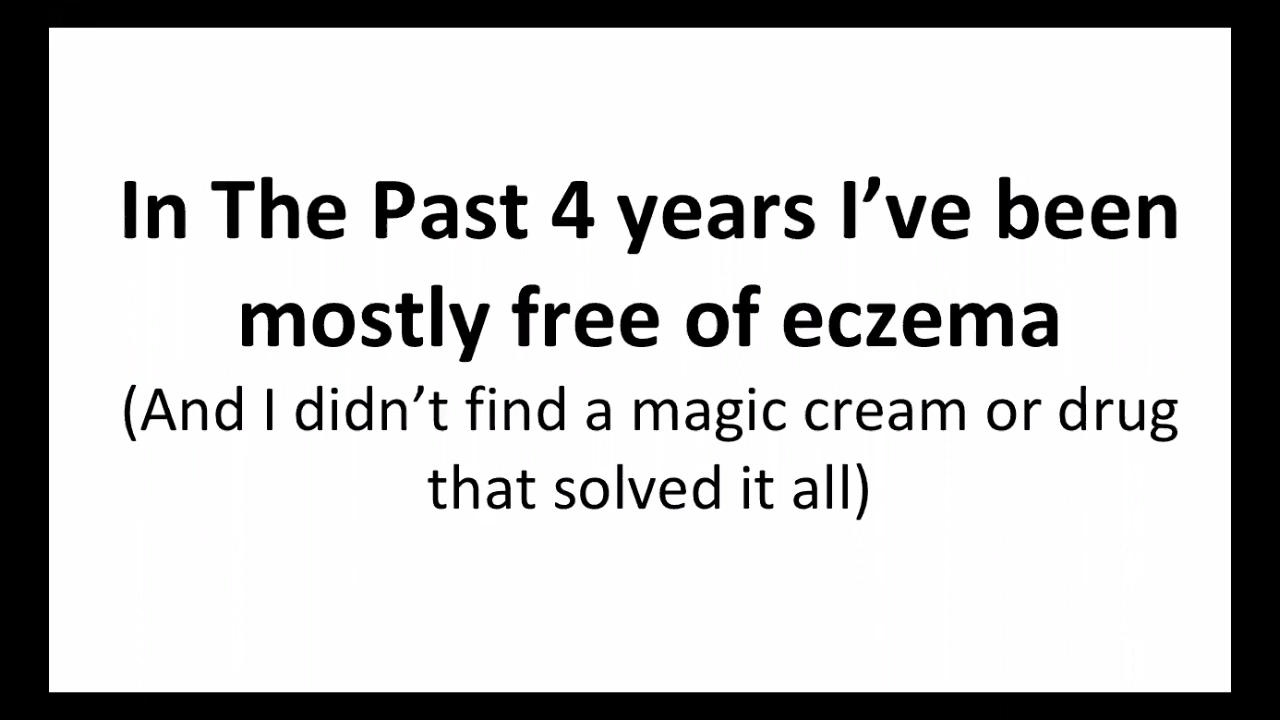 In The Past 4 years I’ve been
mostly free of eczema
(And I didn’t find a magic cream or drug
that solved it all)